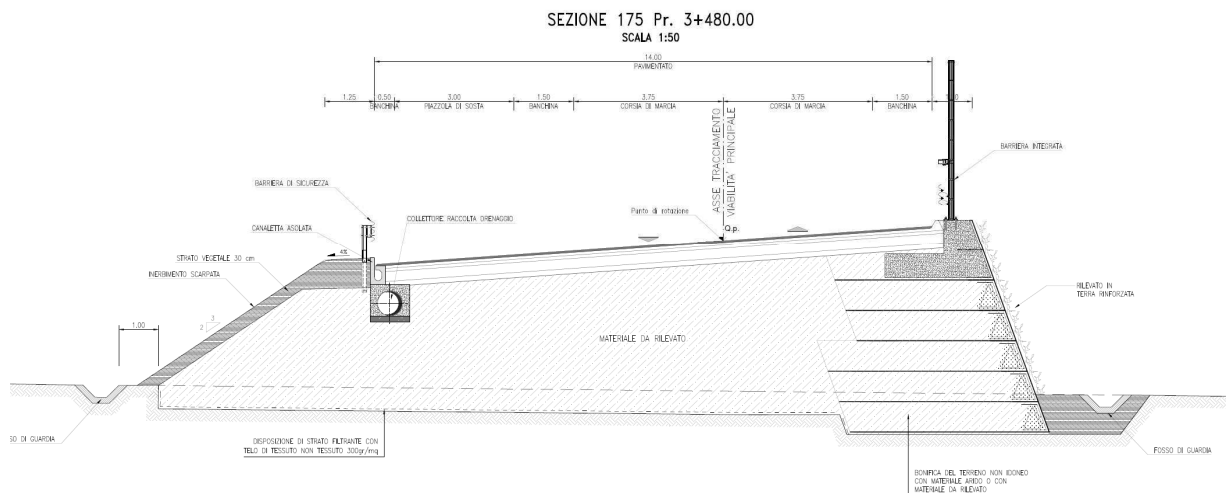 SEZIONE 175 Pr. 3+480.00
SCALA 1:50
14.00
PAVIMENTATO
1.25
0.50
BANCHINA
3.00
PIAZZOLA DI SOSTA
1.50
BANCHINA
3.75
CORSIA DI MARCIA
3.75
CORSIA DI MARCIA
1.50
BANCHINA
ASSE TRACCIAMENTO
VIABILITA' PRINCIPALE
BARRIERA INTEGRATA
BARRIERA DI SICUREZZA
COLLETTORE RACCOLTA DRENAGGIO
Punto di rotazione
Q.p.
CANALETTA ASOLATA
4%
STRATO VEGETALE 30 cm
INERBIMENTO SCARPATA
RILEVATO IN
TERRA RINFORZATA
3
2
1.00
MATERIALE DA RILEVATO
SO DI GUARDIA
DISPOSIZIONE DI STRATO FILTRANTE CON
TELO DI TESSUTO NON TESSUTO 300gr/mq
FOSSO DI GUARDIA
BONIFICA DEL TERRENO NON IDONEO
CON MATERIALE ARIDO O CON
MATERIALE DA RILEVATO